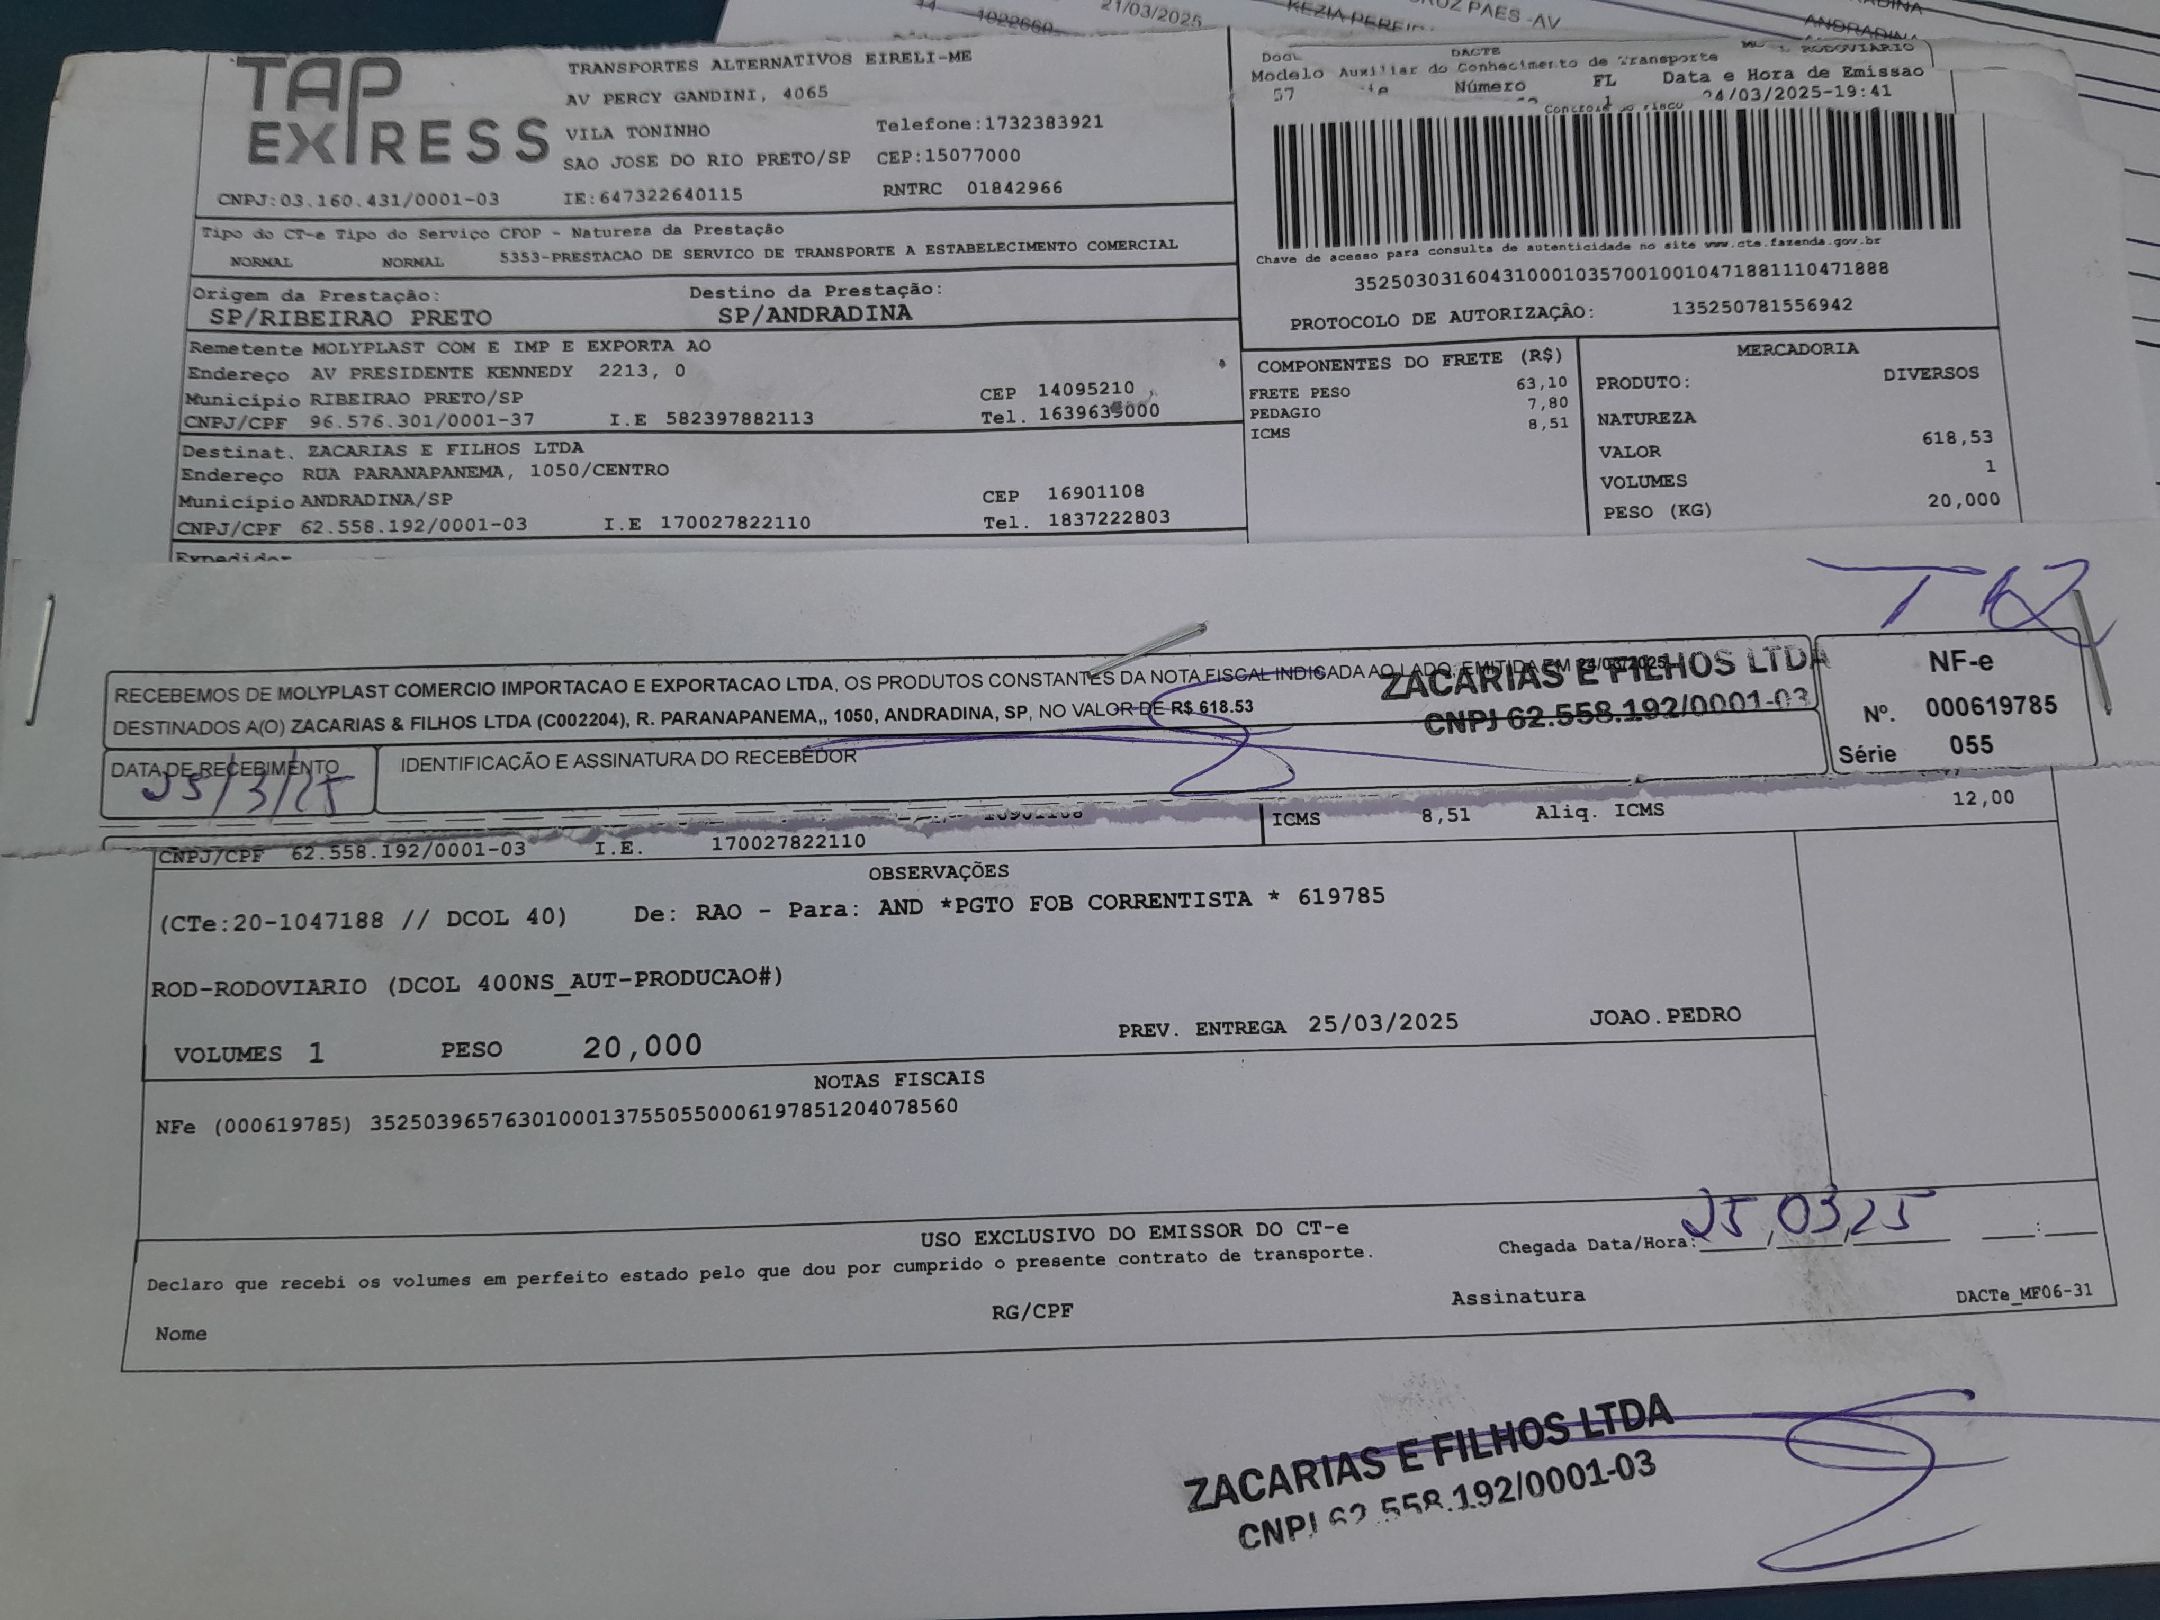 21/03/2025
TAP
EXPRESS
TRANSPORTES ALTERNATIVOS EIRELI-ME
AV PERCY GANDINI, 4065
VILA TONINHO Telefone:1732383921
SAO JOSE DO RIO PRETO/SP CEP:15077000
CNPJ:03.160.431/0001-03 IE:647322640115 RNTRC 01842966
DACTE
Auxiliar do Conhecimento de Transporte RODOVIARIO
Modelo Número FL Data e Hora de Emissao
57 1 24/03/2025-19:41
Chave de acesso para consulta de autenticidade no site www.cte.fazenda.gov.br
35250303160431000103570010010471881110471888
PROTOCOLO DE AUTORIZAÇÃO: 135250781556942
Tipo do CT-e Tipo do Serviço CFOP - Natureza da Prestação
NORMAL NORMAL 5353-PRESTACAO DE SERVICO DE TRANSPORTE A ESTABELECIMENTO COMERCIAL
Origem da Prestação: Destino da Prestação:
SP/RIBEIRAO PRETO SP/ANDRADINA
Remetente MOLYPLAST COM E IMP E EXPORTA AO
Endereço AV PRESIDENTE KENNEDY 2213, 0
Município RIBEIRAO PRETO/SP CEP 14095210
CNPJ/CPF 96.576.301/0001-37 I.E 582397882113 Tel. 1639639000
Destinat. ZACARIAS E FILHOS LTDA
Endereço RUA PARANAPANEMA, 1050/CENTRO
Município ANDRADINA/SP CEP 16901108
CNPJ/CPF 62.558.192/0001-03 I.E 170027822110 Tel. 1837222803
COMPONENTES DO FRETE (R$)
FRETE PESO 63,10
PEDAGIO 7,80
ICMS 8,51
MERCADORIA
PRODUTO: DIVERSOS
NATUREZA
VALOR 618,53
VOLUMES 1
PESO (KG) 20,000
RECEBEMOS DE MOLYPLAST COMERCIO IMPORTACAO E EXPORTACAO LTDA, OS PRODUTOS CONSTANTES DA NOTA FISCAL INDICADA AO LADO, EMITIDA EM 24/03/2025
DESTINADOS A(O) ZACARIAS & FILHOS LTDA (C002204), R. PARANAPANEMA,, 1050, ANDRADINA, SP, NO VALOR DE R$ 618.53
ZACARIAS E FILHOS LTDA
CNPJ 62.558.192/0001-03
NF-e
Nº. 000619785
Série 055
DATA DE RECEBIMENTO IDENTIFICAÇÃO E ASSINATURA DO RECEBEDOR
25/3/25
ICMS 8,51 Aliq. ICMS 12,00
CNPJ/CPF 62.558.192/0001-03 I.E. 170027822110
OBSERVAÇÕES
(CTe:20-1047188 // DCOL 40) De: RAO - Para: AND *PGTO FOB CORRENTISTA * 619785
ROD-RODOVIARIO (DCOL 400NS_AUT-PRODUCAO#)
VOLUMES 1 PESO 20,000 PREV. ENTREGA 25/03/2025 JOAO.PEDRO
NOTAS FISCAIS
NFe (000619785) 35250396576301000137550550006197851204078560
USO EXCLUSIVO DO EMISSOR DO CT-e
Declaro que recebi os volumes em perfeito estado pelo que dou por cumprido o presente contrato de transporte.
Chegada Data/Hora: 25,03,25
Nome RG/CPF Assinatura DACTe_MF06-31
ZACARIAS E FILHOS LTDA
CNPJ 62.558.192/0001-03